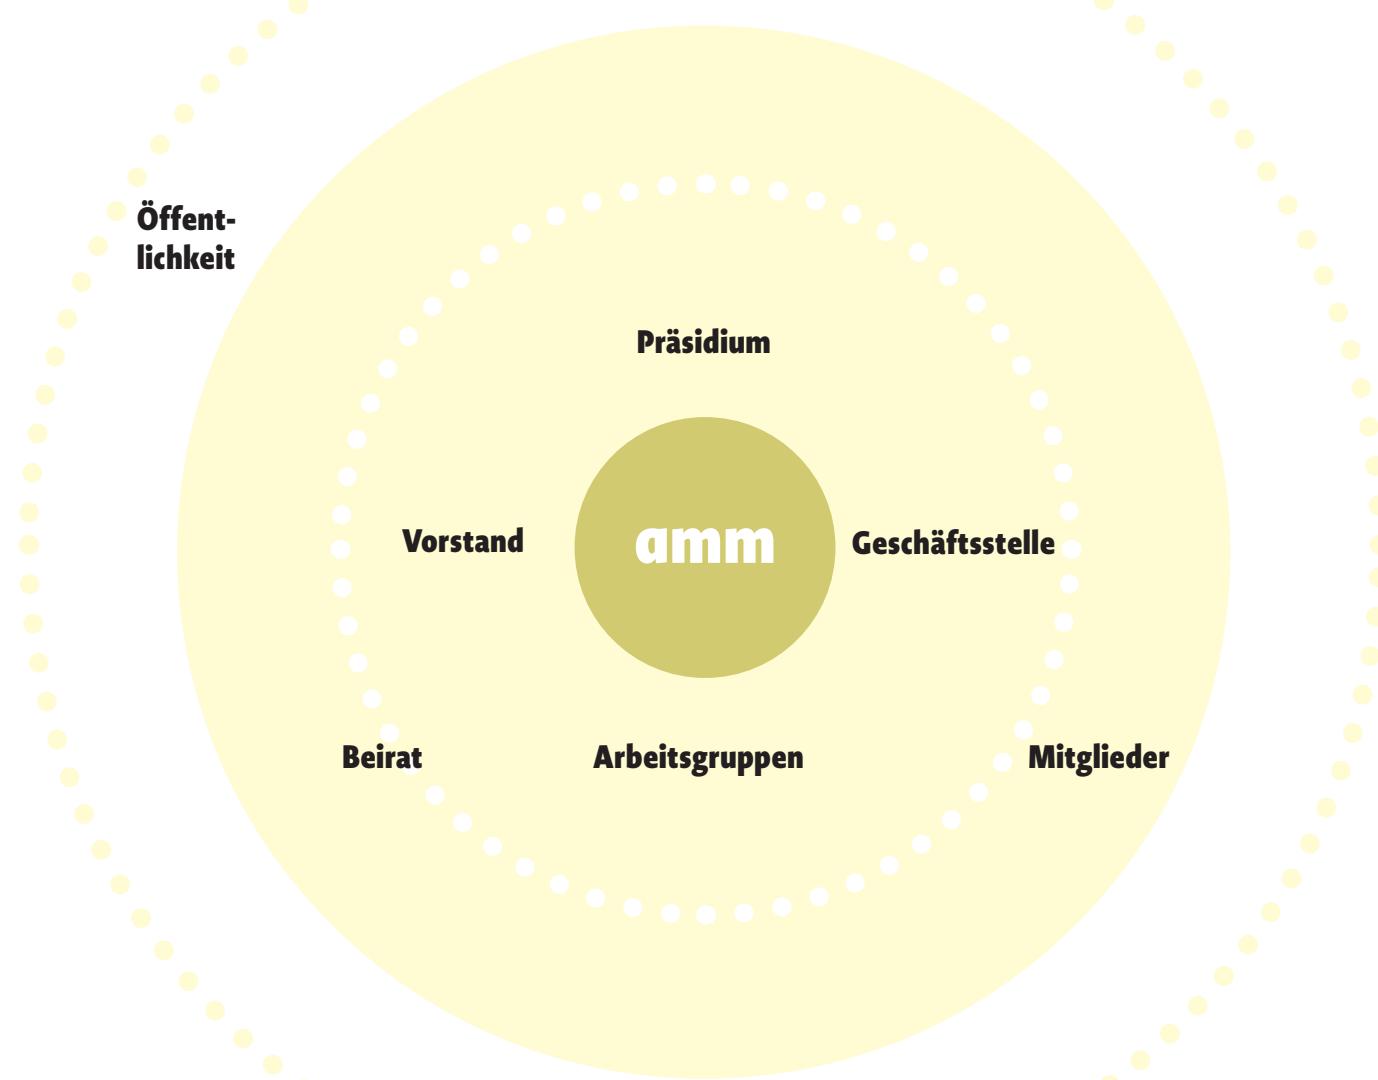 Öffent-
lichkeit
Präsidium
Vorstand
amm
Geschäftsstelle
Beirat
Arbeitsgruppen
Mitglieder